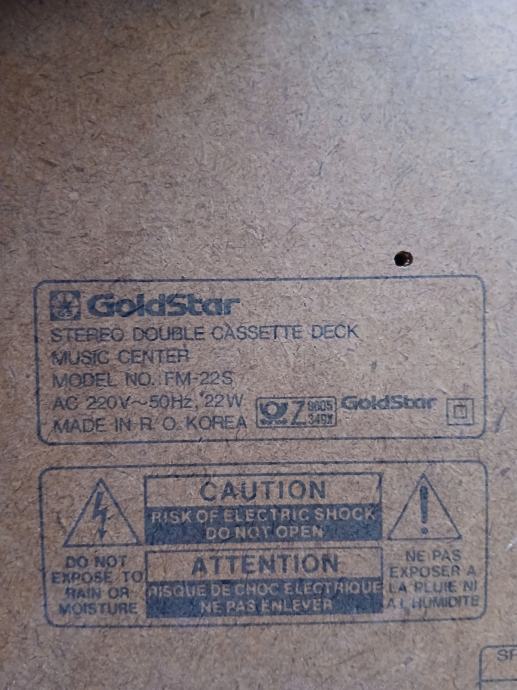 GoldStar
STEREO DOUBLE CASSETTE DECK
MUSIC CENTER
MODEL NO. FM-22S
AC 220V~50Hz, 22W
Z GoldStar
MADE IN R. O. KOREA
CAUTION
RISK OF ELECTRIC SHOCK
DO NOT OPEN
DO NOT
EXPOSE TO
RAIN OR
MOISTURE
ATTENTION
RISQUE DE CHOC ELECTRIQUE
NE PAS ENLEVER
NE PAS
EXPOSER A
LA PLUIE NI
A L'HUMIDITE
SP